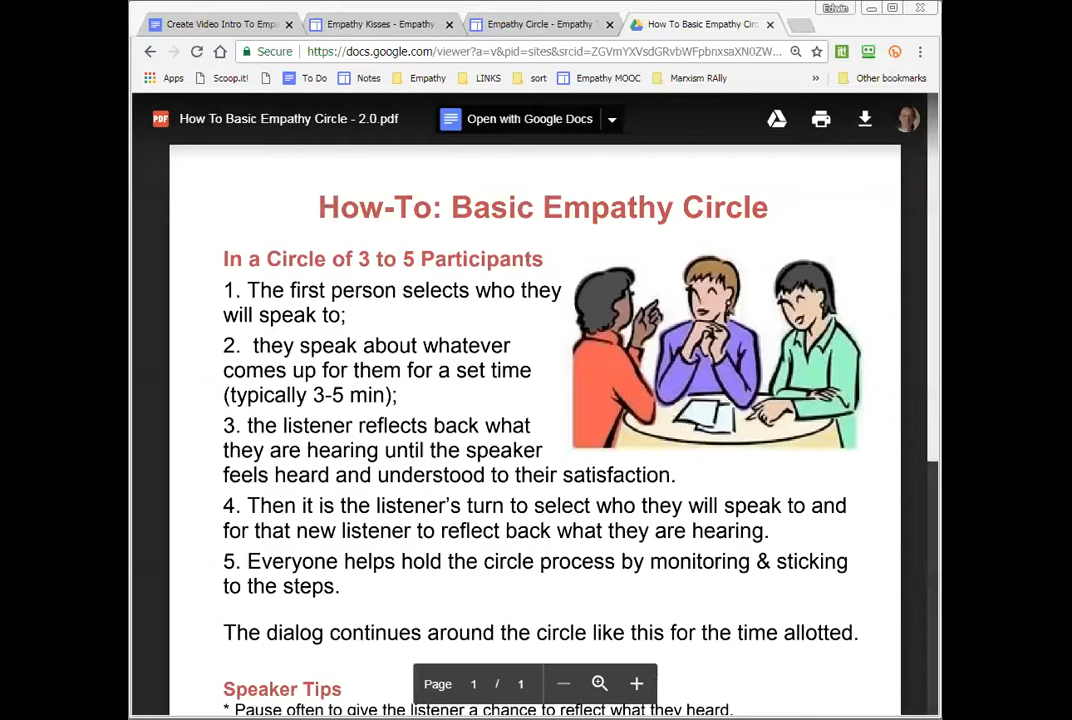 Edwin
Create Video Intro To Emp
Empathy Kisses - Empathy
Empathy Circle - Empathy T
How To Basic Empathy Circ
Secure
https://docs.google.com/viewer?a=v&pid=sites&srcid=ZGVmYXVsdGRvbWFpbnxsaXN0ZW...
Apps
Scoop.it!
To Do
Notes
Empathy
LINKS
sort
Empathy MOOC
Marxism RAlly
»
Other bookmarks
PDF
How To Basic Empathy Circle - 2.0.pdf
Open with Google Docs
How-To: Basic Empathy Circle
In a Circle of 3 to 5 Participants
1. The first person selects who they
will speak to;
2. they speak about whatever
comes up for them for a set time
(typically 3-5 min);
3. the listener reflects back what
they are hearing until the speaker
feels heard and understood to their satisfaction.
4. Then it is the listener's turn to select who they will speak to and
for that new listener to reflect back what they are hearing.
5. Everyone helps hold the circle process by monitoring & sticking
to the steps.
The dialog continues around the circle like this for the time allotted.
Page 1 / 1
Speaker Tips
* Pause often to give the listener a chance to reflect what they heard.